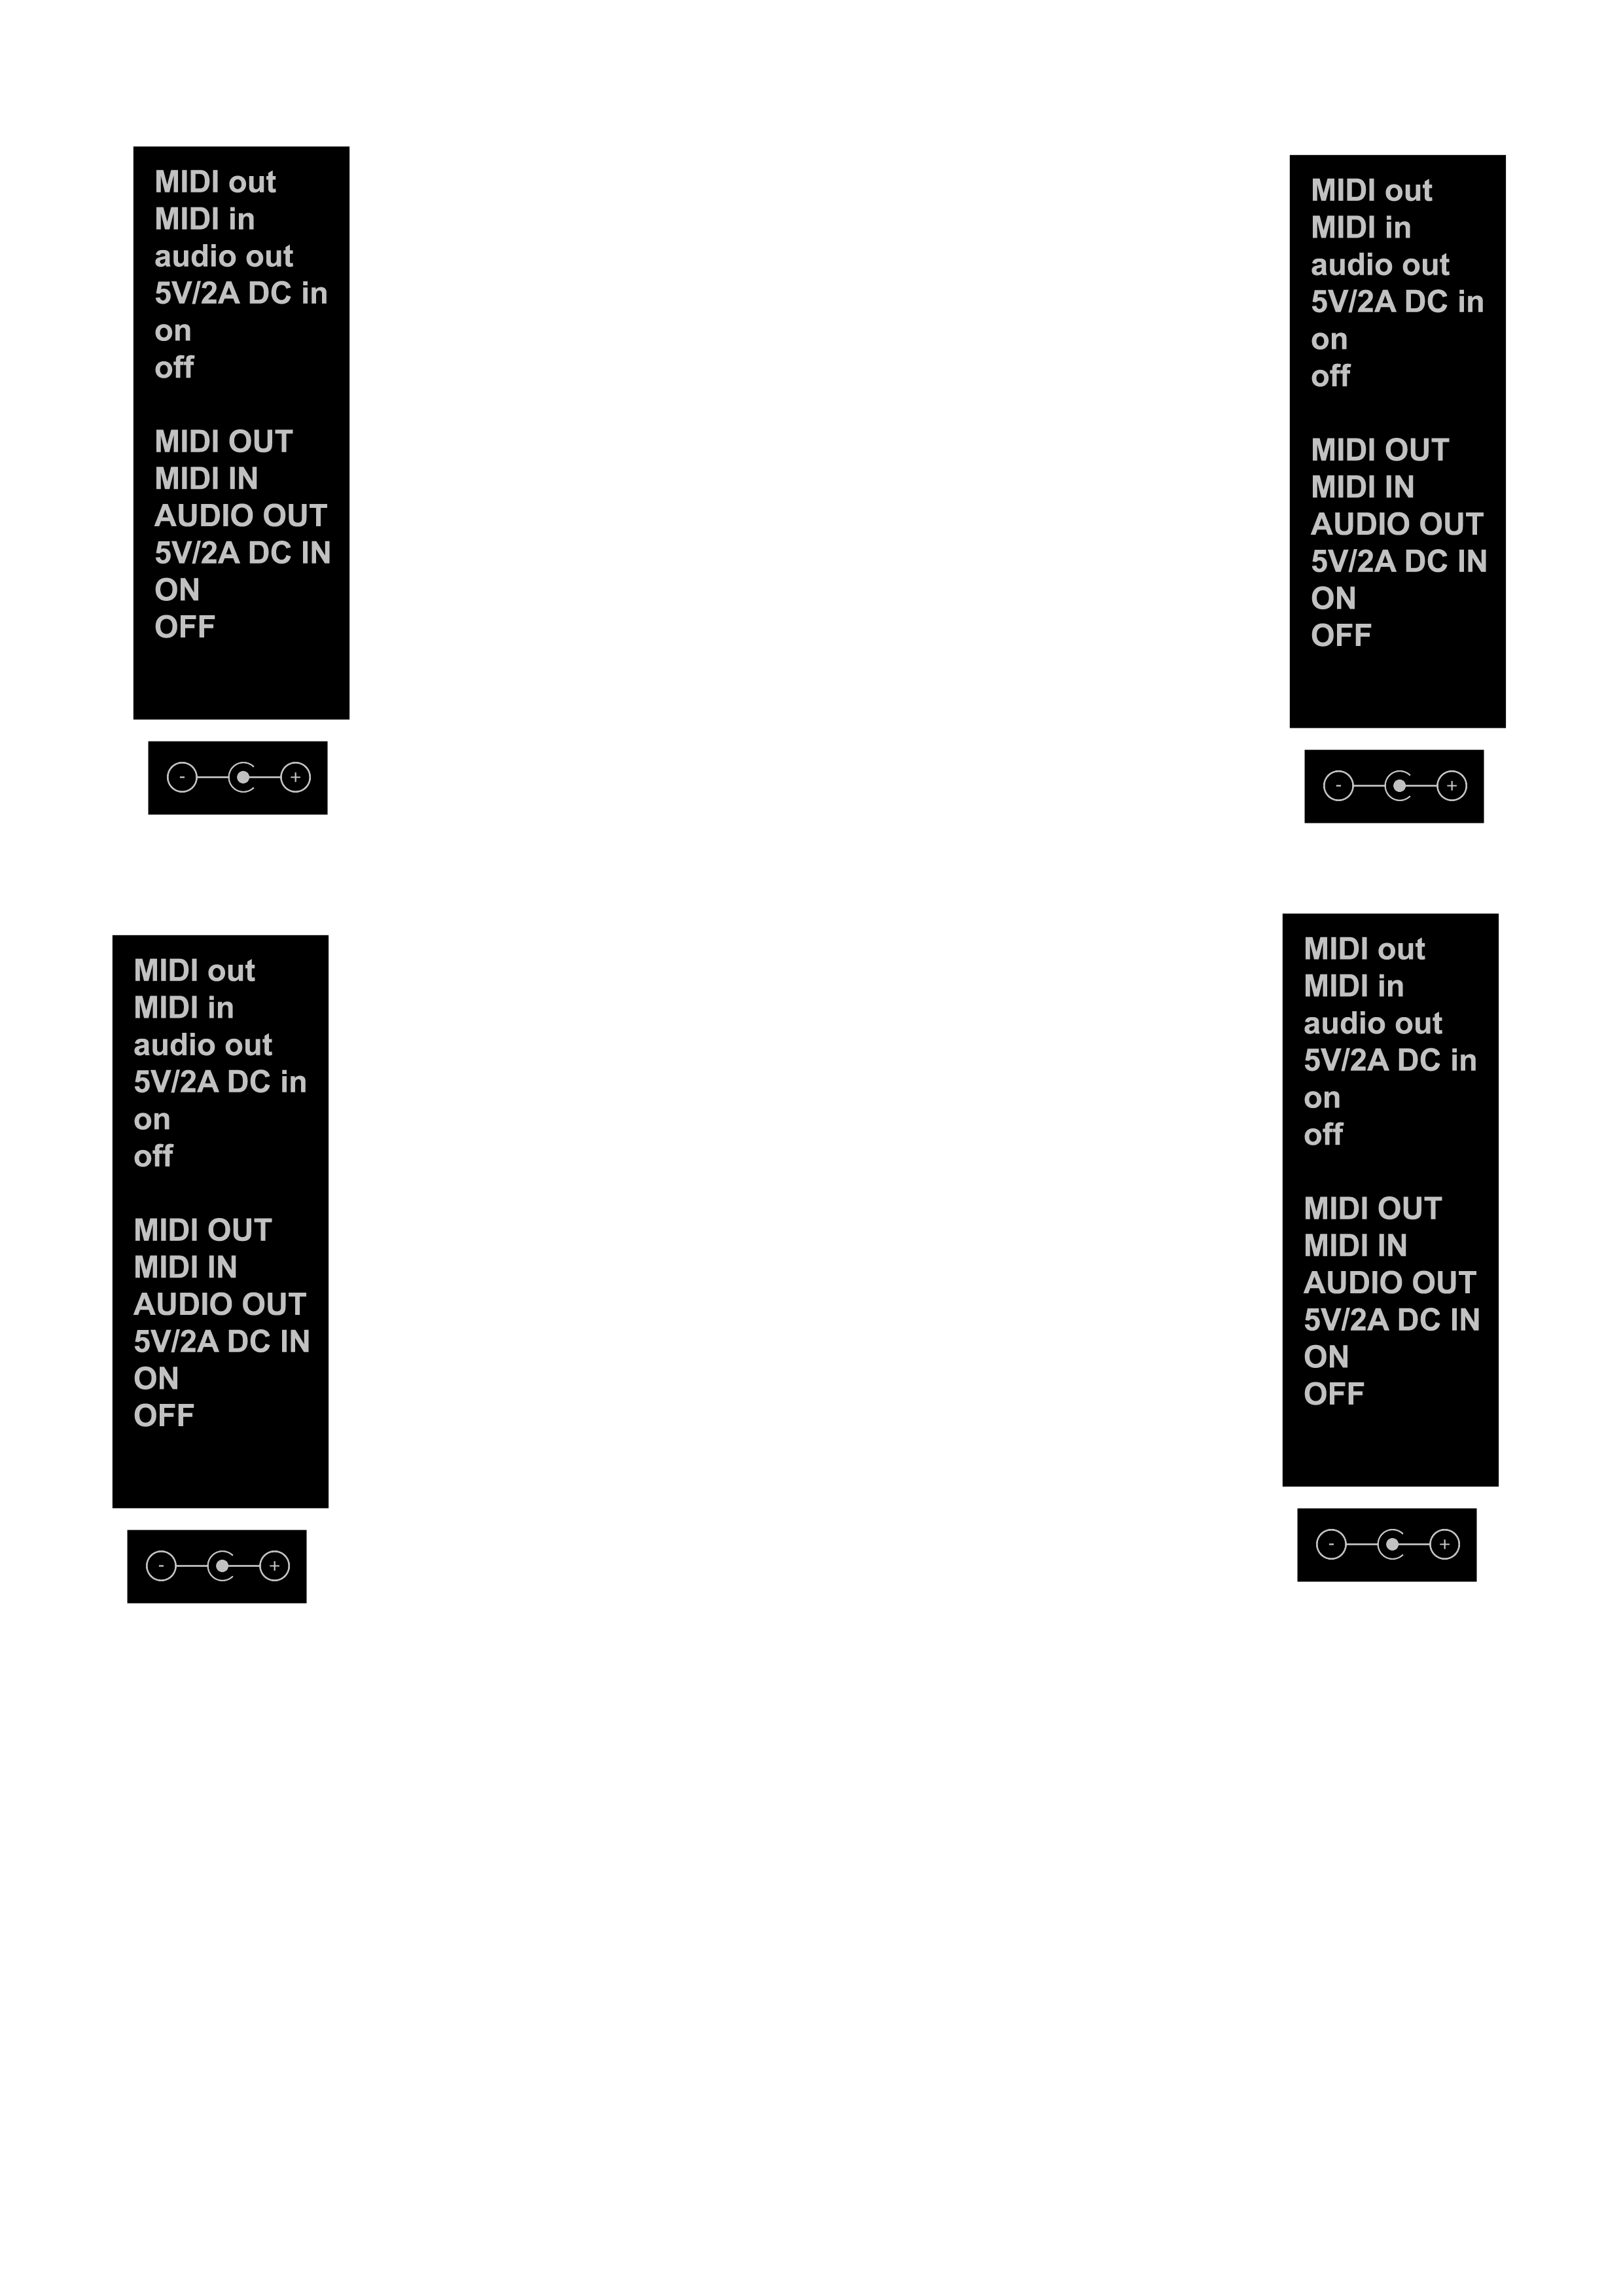 MIDI out
MIDI in
audio out
5V/2A DC in
on
off
MIDI OUT
MIDI IN
AUDIO OUT
5V/2A DC IN
ON
OFF
- +
MIDI out
MIDI in
audio out
5V/2A DC in
on
off
MIDI OUT
MIDI IN
AUDIO OUT
5V/2A DC IN
ON
OFF
- +
MIDI out
MIDI in
audio out
5V/2A DC in
on
off
MIDI OUT
MIDI IN
AUDIO OUT
5V/2A DC IN
ON
OFF
- +
MIDI out
MIDI in
audio out
5V/2A DC in
on
off
MIDI OUT
MIDI IN
AUDIO OUT
5V/2A DC IN
ON
OFF
- +